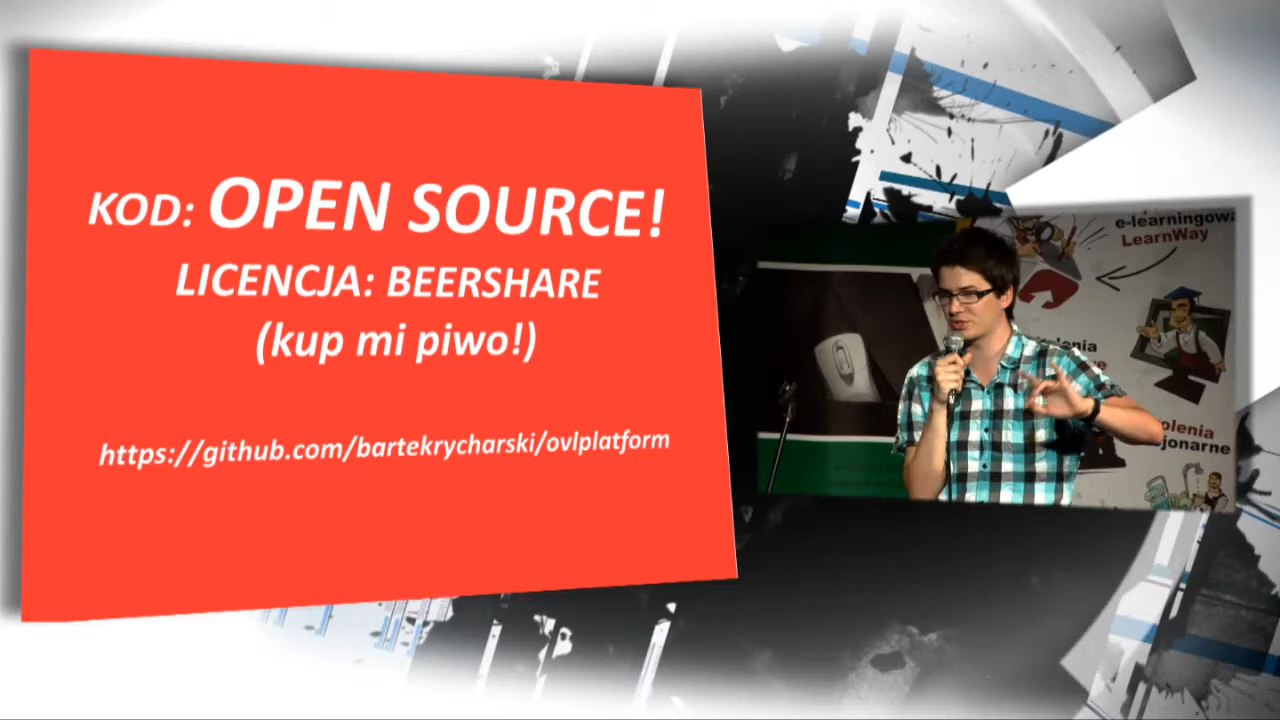 KOD: OPEN SOURCE!
LICENCJA: BEERSHARE
(kup mi piwo!)
https://github.com/bartekrycharski/ovlplatform
e-learningowa
LearnWay